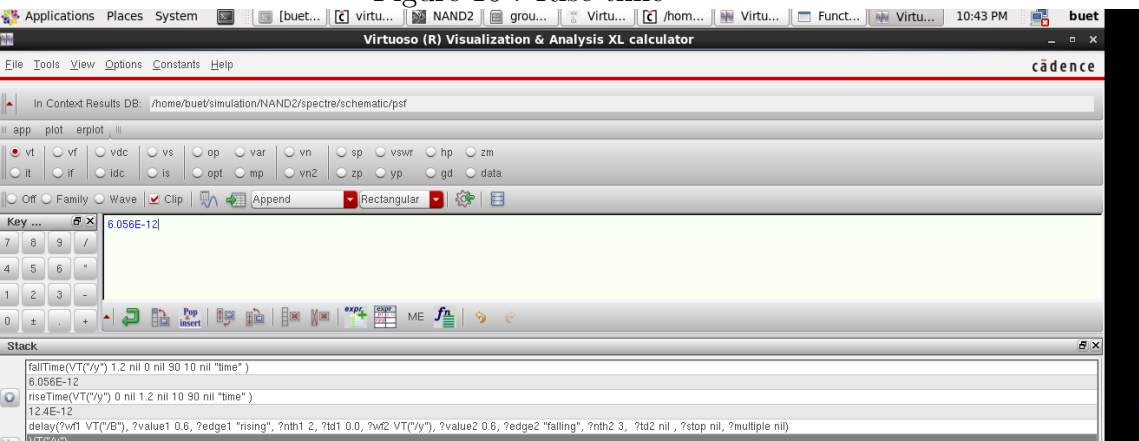 Applications Places System [buet... virtu... NAND2 grou... Virtu... /hom... Virtu... Funct... Virtu... 10:43 PM buet
Virtuoso (R) Visualization & Analysis XL calculator
File Tools View Options Constants Help cādence
In Context Results DB: /home/buet/simulation/NAND2/spectre/schematic/psf
app plot erplot
vt vf vdc vs op var vn sp vswr hp zm
it if idc is opt mp vn2 zp yp gd data
Off Family Wave Clip Append Rectangular
Key ...
6.056E-12
7 8 9 /
4 5 6 *
1 2 3 -
0 ± . + Pop insert expr expr ME fn
Stack
fallTime(VT("/y") 1.2 nil 0 nil 90 10 nil "time" )
6.056E-12
riseTime(VT("/y") 0 nil 1.2 nil 10 90 nil "time" )
12.4E-12
delay(?wf1 VT("/B"), ?value1 0.6, ?edge1 "rising", ?nth1 2, ?td1 0.0, ?wf2 VT("/y"), ?value2 0.6, ?edge2 "falling", ?nth2 3, ?td2 nil , ?stop nil, ?multiple nil)
VT("/y")